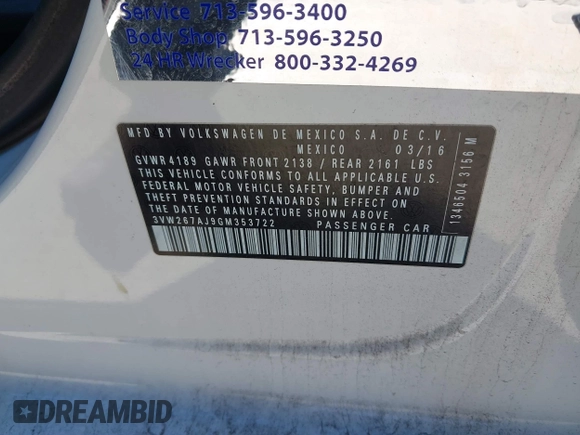 Service 713-596-3400
Body Shop 713-596-3250
24 HR Wrecker 800-332-4269
MFD BY VOLKSWAGEN DE MEXICO S.A. DE C.V.
MEXICO 03/16
GVWR 4189 GAWR FRONT 2138 / REAR 2161 LBS
THIS VEHICLE CONFORMS TO ALL APPLICABLE U.S.
FEDERAL MOTOR VEHICLE SAFETY, BUMPER AND
THEFT PREVENTION STANDARDS IN EFFECT ON
THE DATE OF MANUFACTURE SHOWN ABOVE.
3VW267AJ9GM353722 PASSENGER CAR
1346504 3156 M
DREAMBID